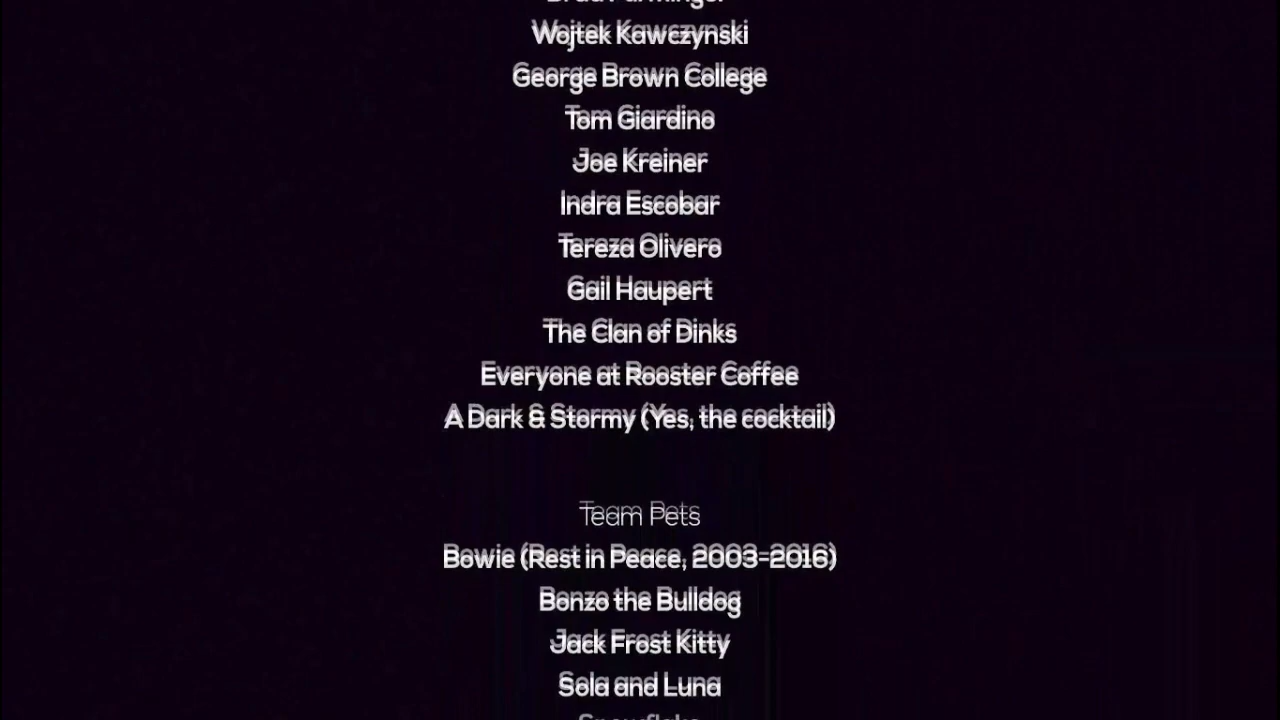 Wojtek Kawczynski
George Brown College
Tom Giardino
Joe Kreiner
Indra Escobar
Tereza Olivero
Gail Haupert
The Clan of Dinks
Everyone at Rooster Coffee
A Dark & Stormy (Yes, the cocktail)
Team Pets
Bowie (Rest in Peace, 2003-2016)
Bonzo the Bulldog
Jack Frost Kitty
Sola and Luna
Snowflake